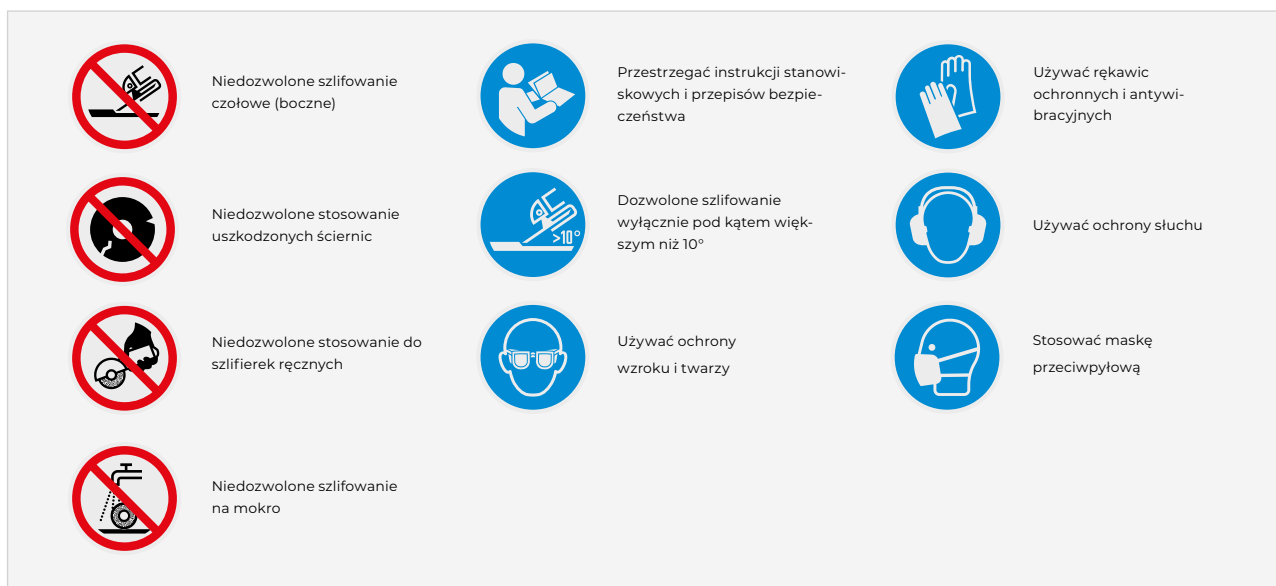 Niedozwolone szlifowanie
czołowe (boczne)
Niedozwolone stosowanie
uszkodzonych ściernic
Niedozwolone stosowanie do
szlifierek ręcznych
Niedozwolone szlifowanie
na mokro
Przestrzegać instrukcji stanowi-
skowych i przepisów bezpie-
czeństwa
>10°
Dozwolone szlifowanie
wyłącznie pod kątem więk-
szym niż 10°
Używać ochrony
wzroku i twarzy
Używać rękawic
ochronnych i antywi-
bracyjnych
Używać ochrony słuchu
Stosować maskę
przeciwpyłową